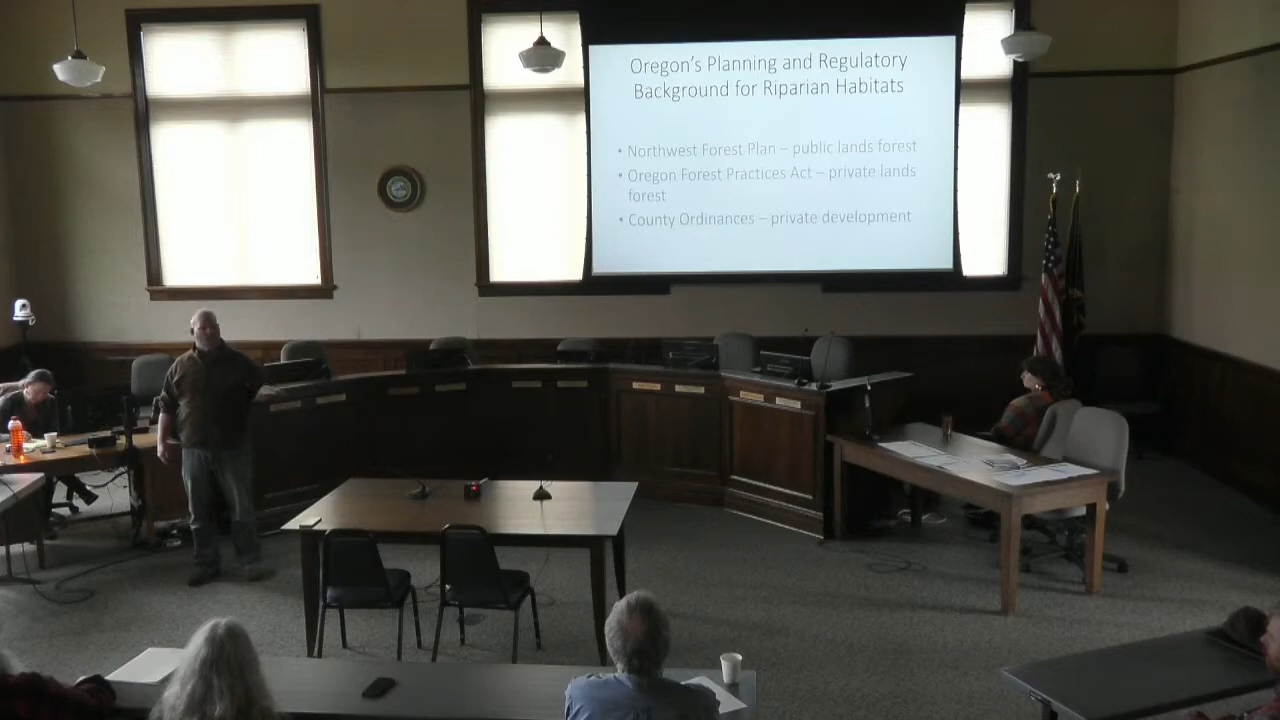 Oregon's Planning and Regulatory
Background for Riparian Habitats
• Northwest Forest Plan – public lands forest
• Oregon Forest Practices Act – private lands
forest
• County Ordinances – private development